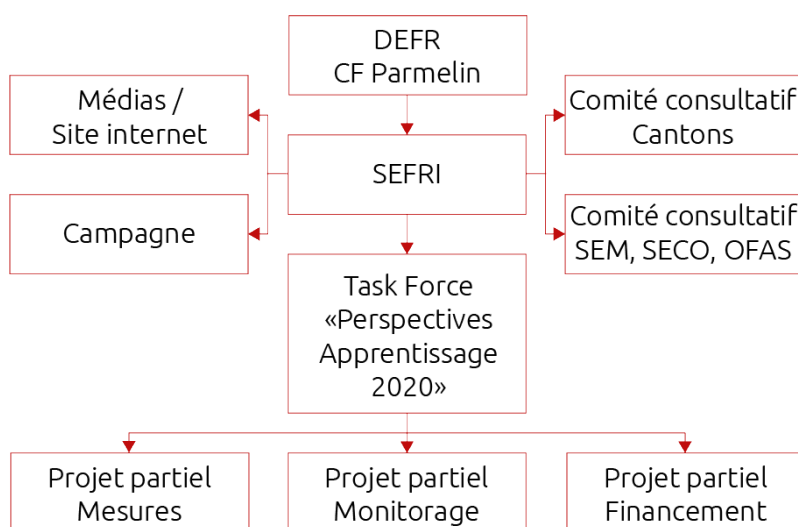 DEFR
CF Parmelin
Médias /
Site internet
Comité consultatif
Cantons
SEFRI
Campagne
Comité consultatif
SEM, SECO, OFAS
Task Force
«Perspectives
Apprentissage
2020»
Projet partiel
Mesures
Projet partiel
Monitorage
Projet partiel
Financement